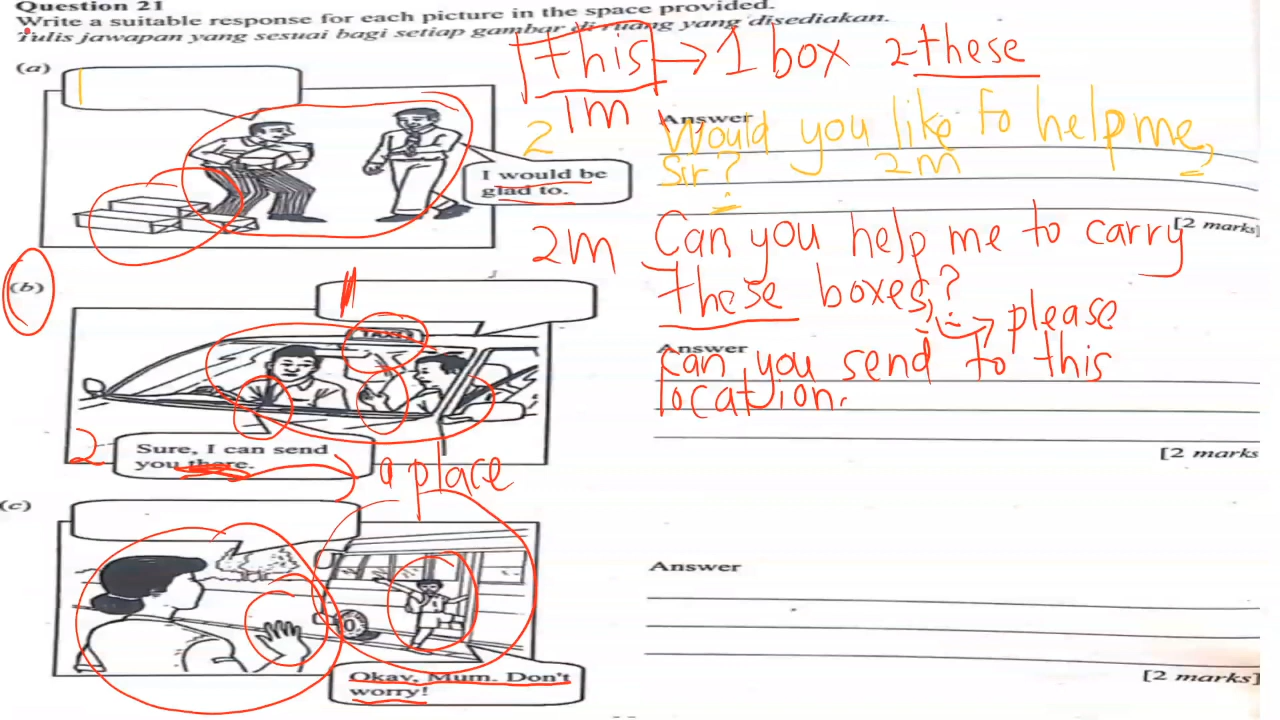 Question 21
Write a suitable response for each picture in the space provided.
Tulis jawapan yang sesuai bagi setiap gambar di ruang yang disediakan.
this → 1 box 2-these
1m
(a)
2
I would be
glad to.
Answer
Would you like to help me,
Sir?
2m
[2 marks]
2m
Can you help me to carry
these boxes,?
→ please
(b)
TAXI
Sure, I can send
you there.
2
a place
Answer
can you send to this
location.
[2 marks
(c)
Okay, Mum. Don't
worry!
Answer
[2 marks]